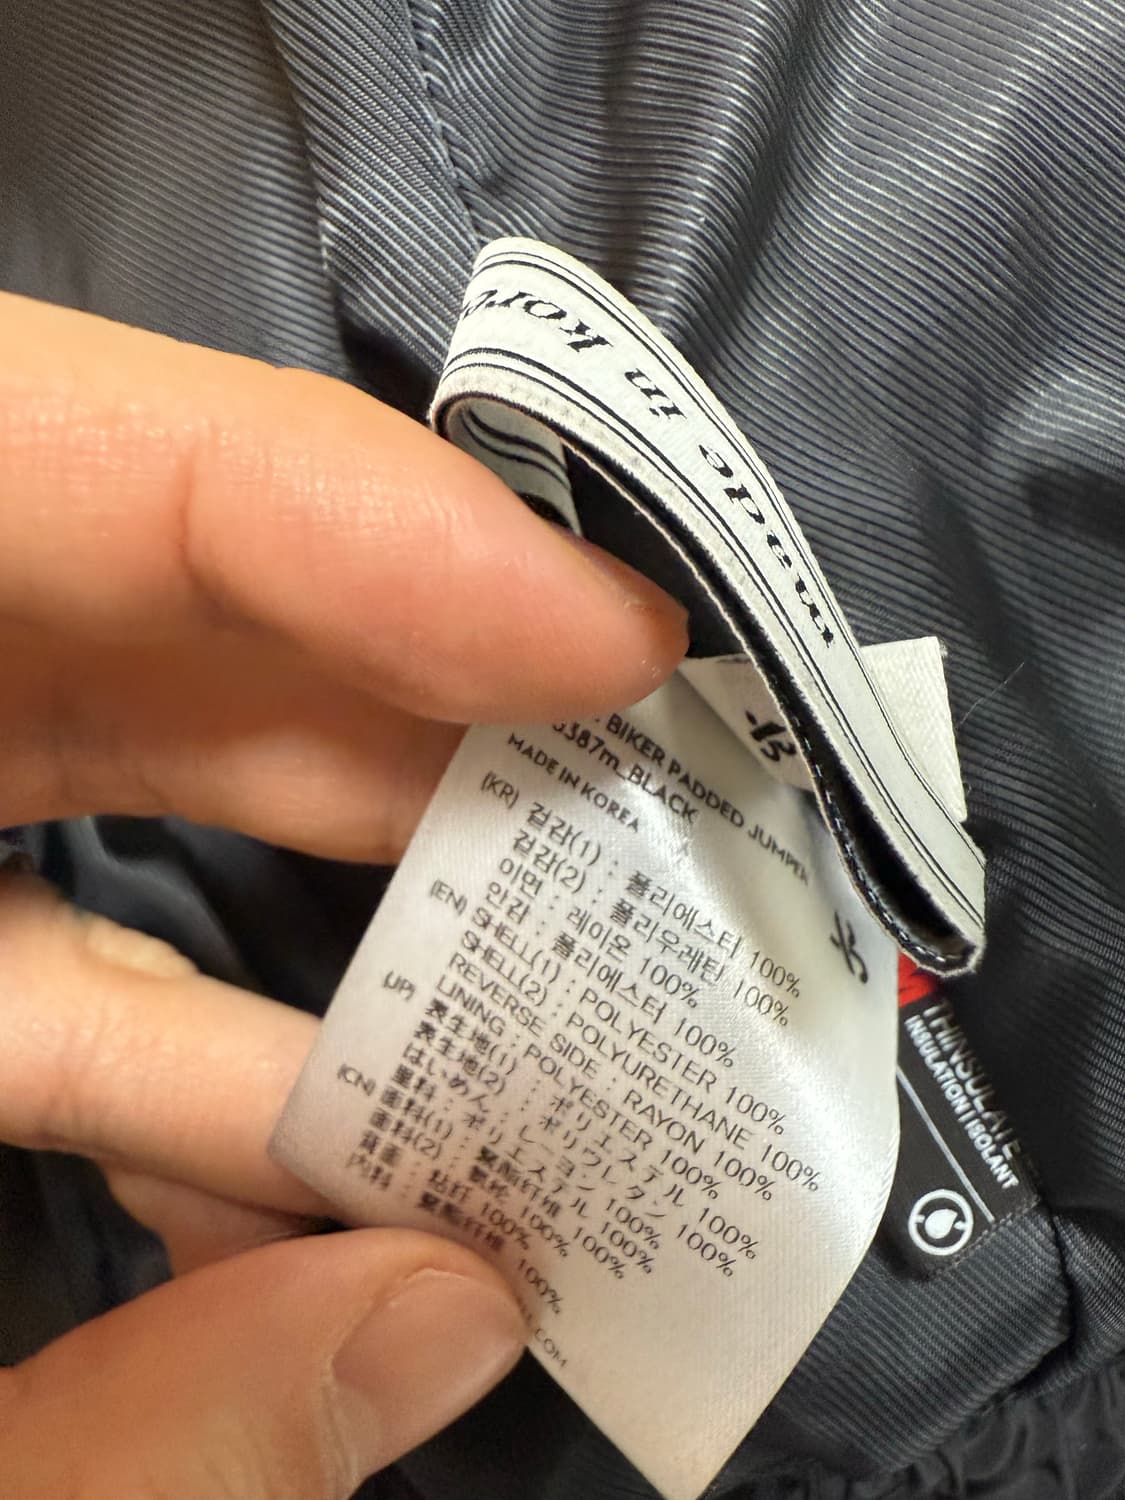 made in kore
BIKER PADDED JUMPER
387m_BLACK
MADE IN KOREA
(KR) 겉감(1) : 폴리에스터 100%
겉감(2) : 폴리우레탄 100%
이면 : 레이온 100%
안감 : 폴리에스터 100%
(EN) SHELL(1) : POLYESTER 100%
SHELL(2) : POLYURETHANE 100%
REVERSE SIDE : RAYON 100%
LINING : POLYESTER 100%
(JP) 表生地(1) : ポリエステル 100%
表生地(2) : ポリウレタン 100%
はいめん : レーヨン 100%
里料 : ポリエステル 100%
(CN) 面料(1) : 聚酯纤维 100%
面料(2) : 100%
背面 : 粘纤 100%
内料 : 聚酯纤维 100%
.COM
THINSULATE
INSULATION ISOLANT